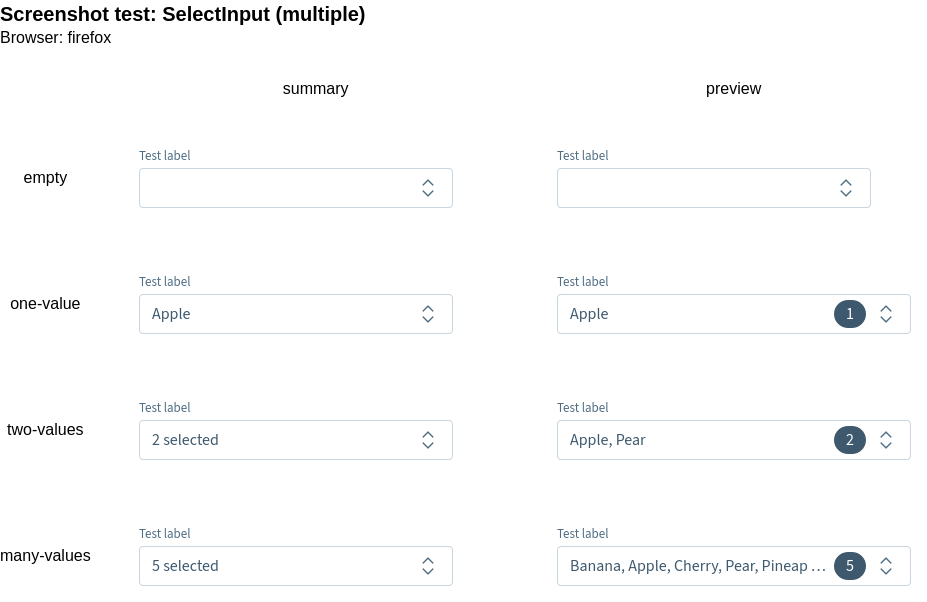 Screenshot test: SelectInput (multiple)
Browser: firefox
summary preview
empty
Test label
Test label
one-value
Test label
Apple
Test label
Apple 1
two-values
Test label
2 selected
Test label
Apple, Pear 2
many-values
Test label
5 selected
Test label
Banana, Apple, Cherry, Pear, Pineap … 5